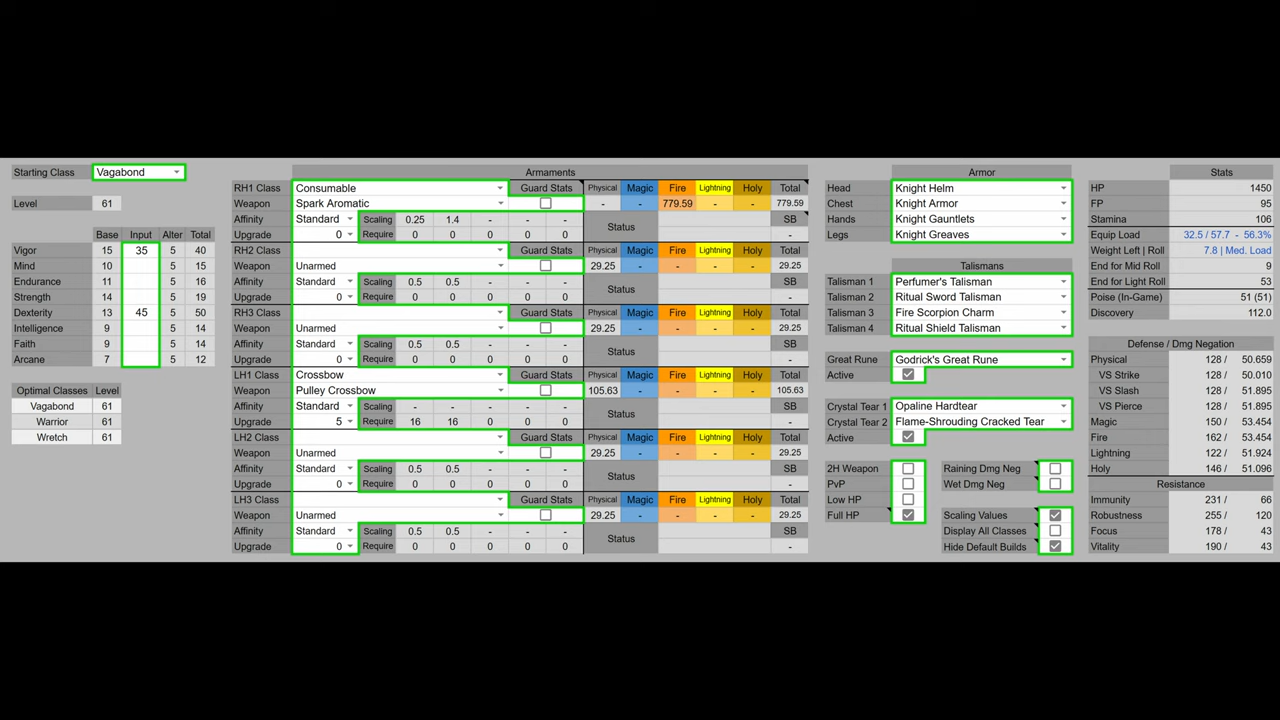 Starting Class Vagabond Armaments Armor Stats
RH1 Class Consumable Guard Stats Physical Magic Fire Lightning Holy Total Head Knight Helm HP 1450
Level 61 Weapon Spark Aromatic - - 779.59 - - 779.59 Chest Knight Armor FP 95
Affinity Standard Scaling 0.25 1.4 - - - Status SB Hands Knight Gauntlets Stamina 106
Base Input Alter Total Upgrade 0 Require 0 0 0 0 0 - Legs Knight Greaves Equip Load 32.5 / 57.7 - 56.3%
Vigor 15 35 5 40 RH2 Class Guard Stats Physical Magic Fire Lightning Holy Total Weight Left | Roll 7.8 | Med. Load
Mind 10 5 15 Weapon Unarmed 29.25 - - - - 29.25 Talismans End for Mid Roll 9
Endurance 11 5 16 Affinity Standard Scaling 0.5 0.5 - - - Status SB Talisman 1 Perfumer's Talisman End for Light Roll 53
Strength 14 5 19 Upgrade 0 Require 0 0 0 0 0 - Talisman 2 Ritual Sword Talisman Poise (In-Game) 51 (51)
Dexterity 13 45 5 50 RH3 Class Guard Stats Physical Magic Fire Lightning Holy Total Talisman 3 Fire Scorpion Charm Discovery 112.0
Intelligence 9 5 14 Weapon Unarmed 29.25 - - - - 29.25 Talisman 4 Ritual Shield Talisman
Faith 9 5 14 Affinity Standard Scaling 0.5 0.5 - - - Status SB Defense / Dmg Negation
Arcane 7 5 12 Upgrade 0 Require 0 0 0 0 0 - Great Rune Godrick's Great Rune Physical 128 / 50.659
LH1 Class Crossbow Guard Stats Physical Magic Fire Lightning Holy Total Active VS Strike 128 / 50.010
Optimal Classes Level Weapon Pulley Crossbow 105.63 - - - - 105.63 VS Slash 128 / 51.895
Vagabond 61 Affinity Standard Scaling - - - - - Status SB Crystal Tear 1 Opaline Hardtear VS Pierce 128 / 51.895
Warrior 61 Upgrade 5 Require 16 16 0 0 0 - Crystal Tear 2 Flame-Shrouding Cracked Tear Magic 150 / 53.454
Wretch 61 LH2 Class Guard Stats Physical Magic Fire Lightning Holy Total Active Fire 162 / 53.454
Weapon Unarmed 29.25 - - - - 29.25 Lightning 122 / 51.924
Affinity Standard Scaling 0.5 0.5 - - - Status SB 2H Weapon Raining Dmg Neg Holy 146 / 51.096
Upgrade 0 Require 0 0 0 0 0 - PvP Wet Dmg Neg Resistance
LH3 Class Guard Stats Physical Magic Fire Lightning Holy Total Low HP Immunity 231 / 66
Weapon Unarmed 29.25 - - - - 29.25 Full HP Scaling Values Robustness 255 / 120
Affinity Standard Scaling 0.5 0.5 - - - Status SB Display All Classes Focus 178 / 43
Upgrade 0 Require 0 0 0 0 0 - Hide Default Builds Vitality 190 / 43